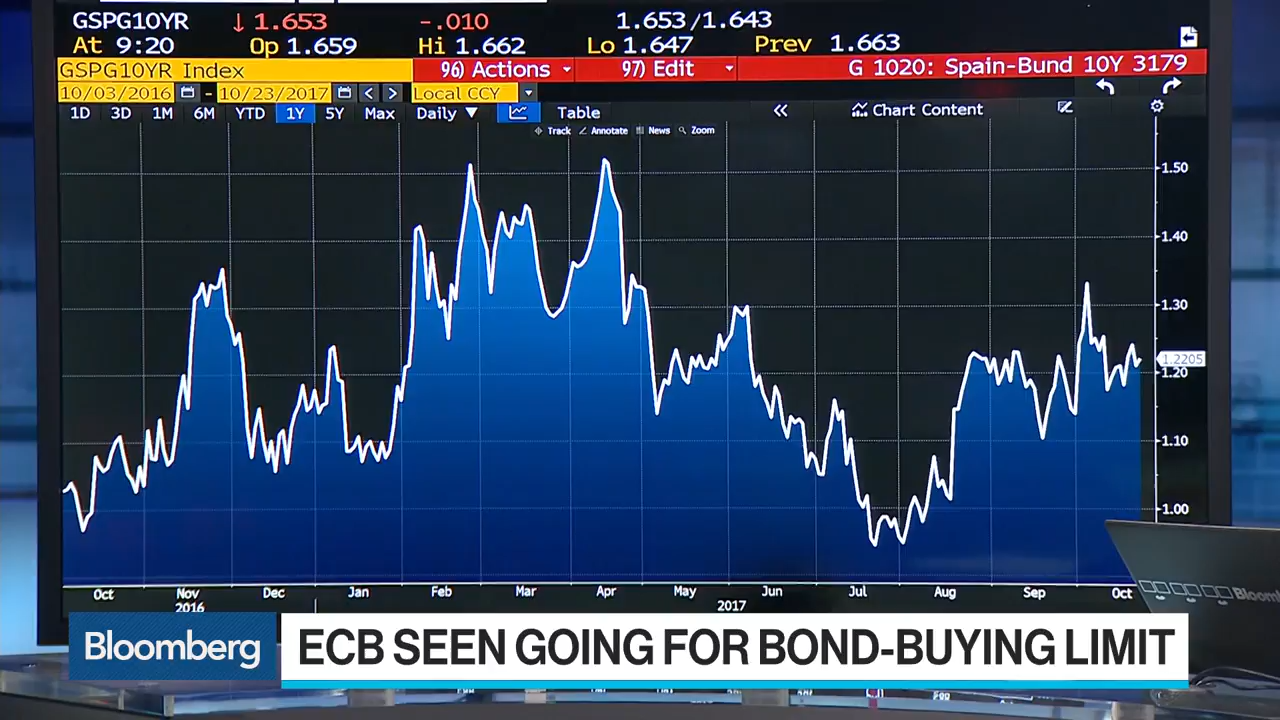 GSPG10YR ↓ 1.653 -.010 1.653/1.643
At 9:20 Op 1.659 Hi 1.662 Lo 1.647 Prev 1.663
GSPG10YR Index 96) Actions 97) Edit G 1020: Spain-Bund 10Y 3179
10/03/2016 - 10/23/2017 Local CCY
1D 3D 1M 6M YTD 1Y 5Y Max Daily ▼ Table « Chart Content
Track Annotate News Zoom
1.50
1.40
1.30
1.2205
1.20
1.10
1.00
Oct Nov Dec Jan Feb Mar Apr May Jun Jul Aug Sep Oct
2016 2017
Bloomberg
ECB SEEN GOING FOR BOND-BUYING LIMIT